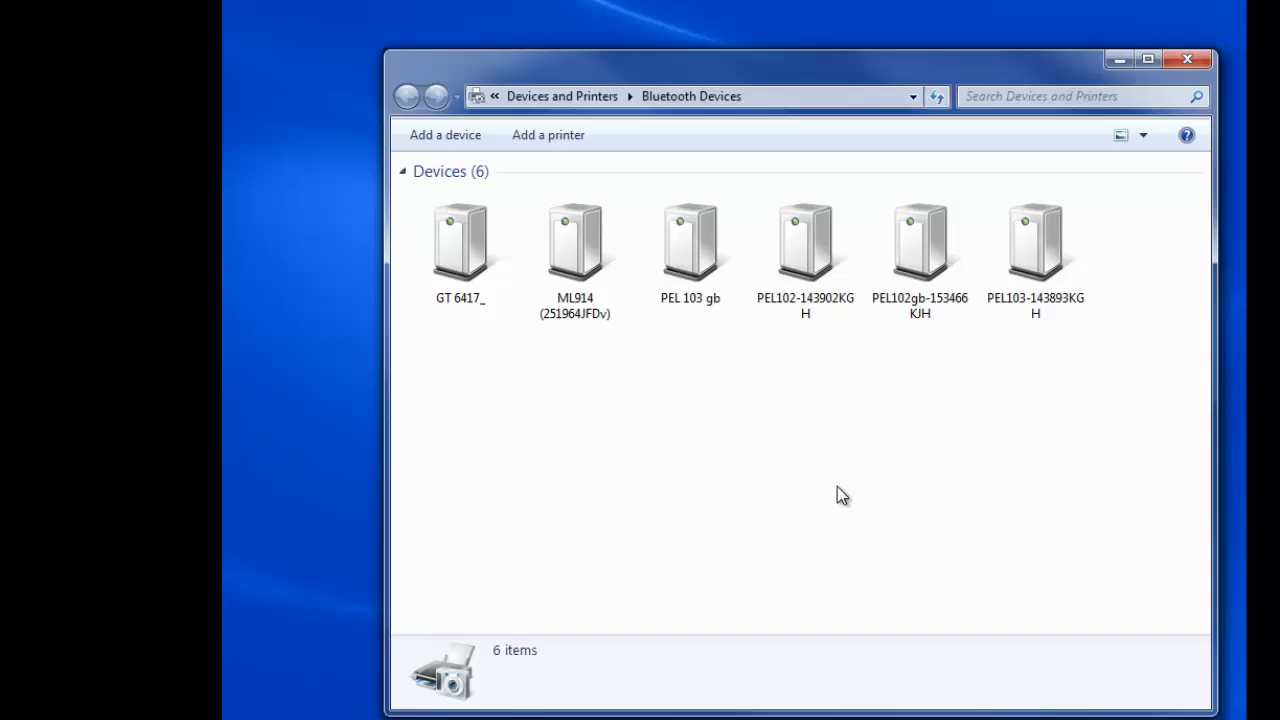 « Devices and Printers ▸ Bluetooth Devices
Search Devices and Printers
Add a device Add a printer
Devices (6)
GT 6417_
ML914
(251964JFDv)
PEL 103 gb
PEL102-143902KG
H
PEL102gb-153466
KJH
PEL103-143893KG
H
6 items